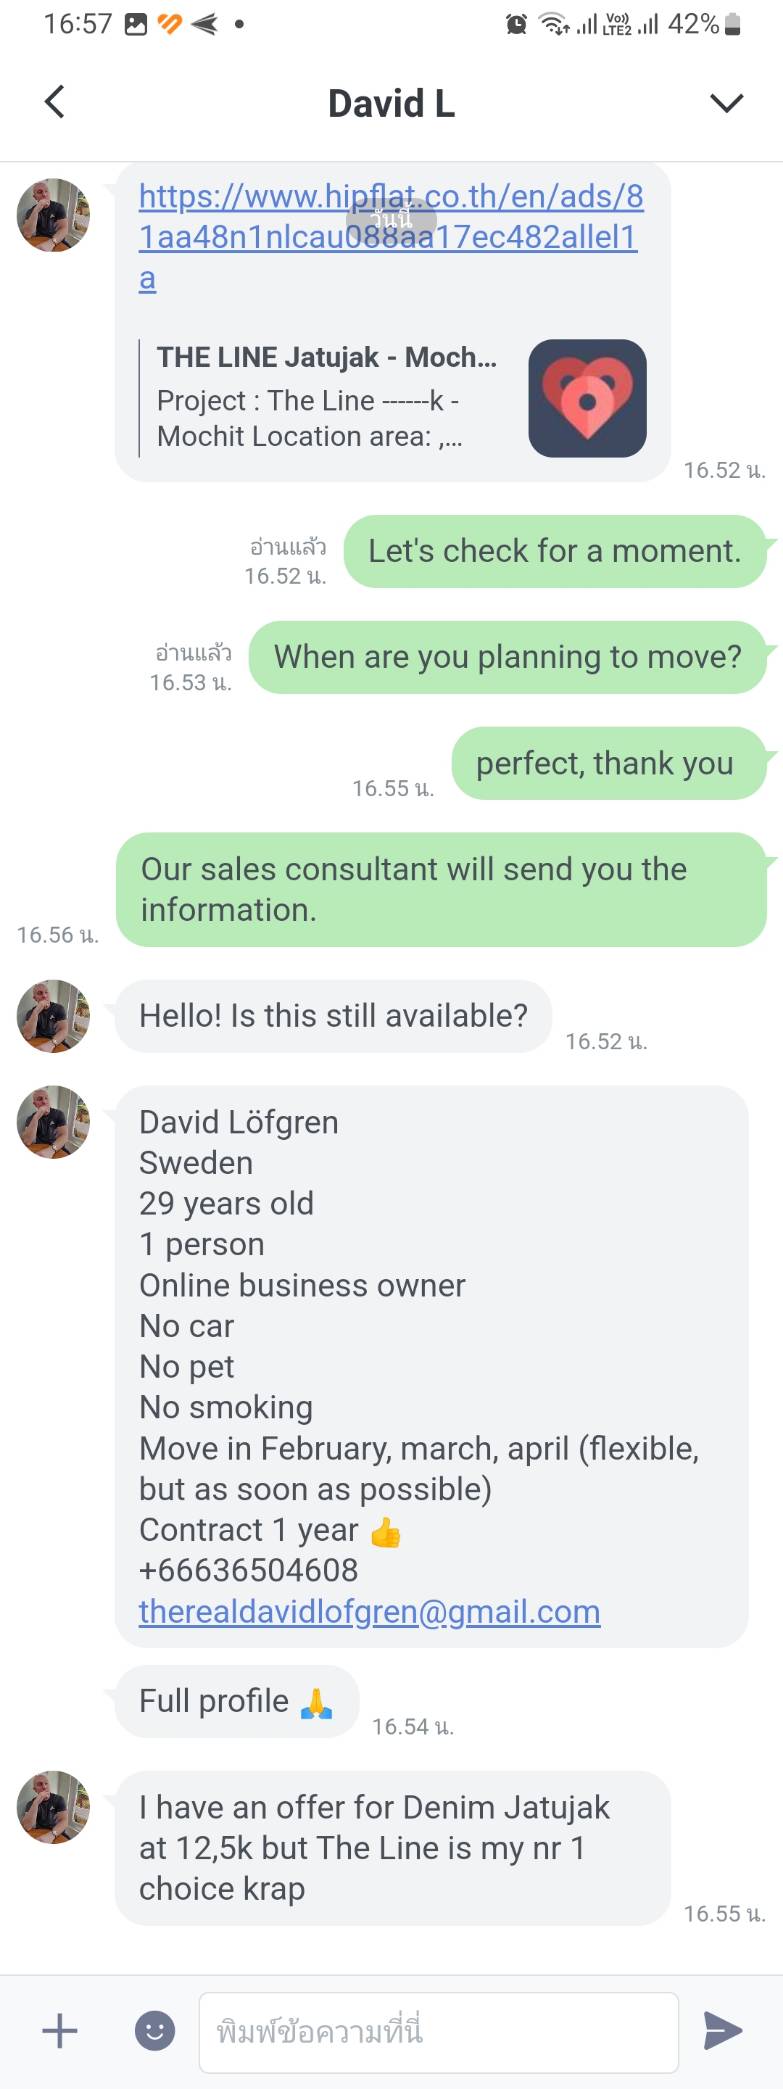 16:57
Vo))
LTE2
42%
David L
https://www.hipflat.co.th/en/ads/8
1aa48n1nlcau088aa17ec482allel1
a
วันนี้
THE LINE Jatujak - Moch...
Project : The Line ------k -
Mochit Location area: ,...
16.52 น.
Let's check for a moment.
อ่านแล้ว
16.52 น.
When are you planning to move?
อ่านแล้ว
16.53 น.
perfect, thank you
16.55 น.
Our sales consultant will send you the
information.
16.56 น.
Hello! Is this still available?
16.52 น.
David Löfgren
Sweden
29 years old
1 person
Online business owner
No car
No pet
No smoking
Move in February, march, april (flexible,
but as soon as possible)
Contract 1 year 👍
+66636504608
therealdavidlofgren@gmail.com
Full profile 🙏
16.54 น.
I have an offer for Denim Jatujak
at 12,5k but The Line is my nr 1
choice krap
16.55 น.
พิมพ์ข้อความที่นี่